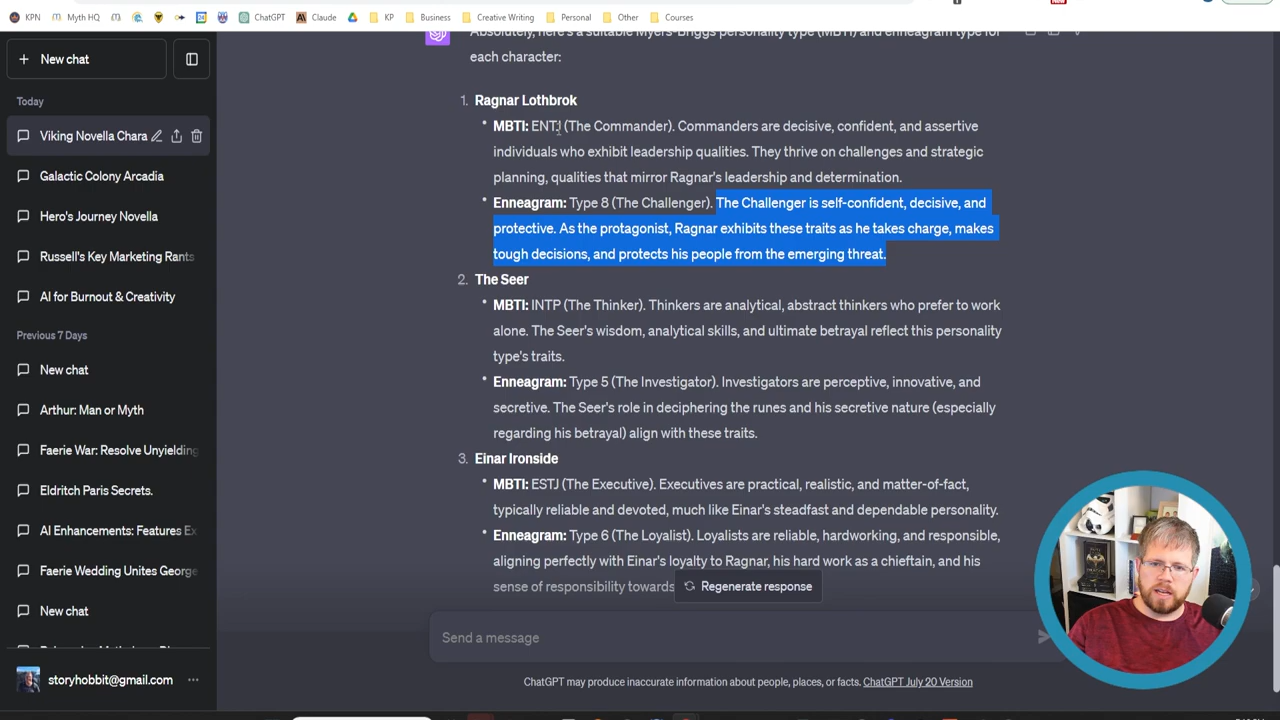 KPN Myth HQ ChatGPT Claude KP Business Creative Writing Personal Other Courses
New chat
Today
Viking Novella Chara
Galactic Colony Arcadia
Hero's Journey Novella
Russell's Key Marketing Rants
AI for Burnout & Creativity
Previous 7 Days
New chat
Arthur: Man or Myth
Faerie War: Resolve Unyielding
Eldritch Paris Secrets.
AI Enhancements: Features Ex
Faerie Wedding Unites George
New chat
storyhobbit@gmail.com
Absolutely, here's a suitable Myers-Briggs personality type (MBTI) and enneagram type for
each character:
1. Ragnar Lothbrok
• MBTI: ENTJ (The Commander). Commanders are decisive, confident, and assertive
individuals who exhibit leadership qualities. They thrive on challenges and strategic
planning, qualities that mirror Ragnar's leadership and determination.
• Enneagram: Type 8 (The Challenger). The Challenger is self-confident, decisive, and
protective. As the protagonist, Ragnar exhibits these traits as he takes charge, makes
tough decisions, and protects his people from the emerging threat.
2. The Seer
• MBTI: INTP (The Thinker). Thinkers are analytical, abstract thinkers who prefer to work
alone. The Seer's wisdom, analytical skills, and ultimate betrayal reflect this personality
type's traits.
• Enneagram: Type 5 (The Investigator). Investigators are perceptive, innovative, and
secretive. The Seer's role in deciphering the runes and his secretive nature (especially
regarding his betrayal) align with these traits.
3. Einar Ironside
• MBTI: ESTJ (The Executive). Executives are practical, realistic, and matter-of-fact,
typically reliable and devoted, much like Einar's steadfast and dependable personality.
• Enneagram: Type 6 (The Loyalist). Loyalists are reliable, hardworking, and responsible,
aligning perfectly with Einar's loyalty to Ragnar, his hard work as a chieftain, and his
sense of responsibility towards
Regenerate response
Send a message
ChatGPT may produce inaccurate information about people, places, or facts. ChatGPT July 20 Version